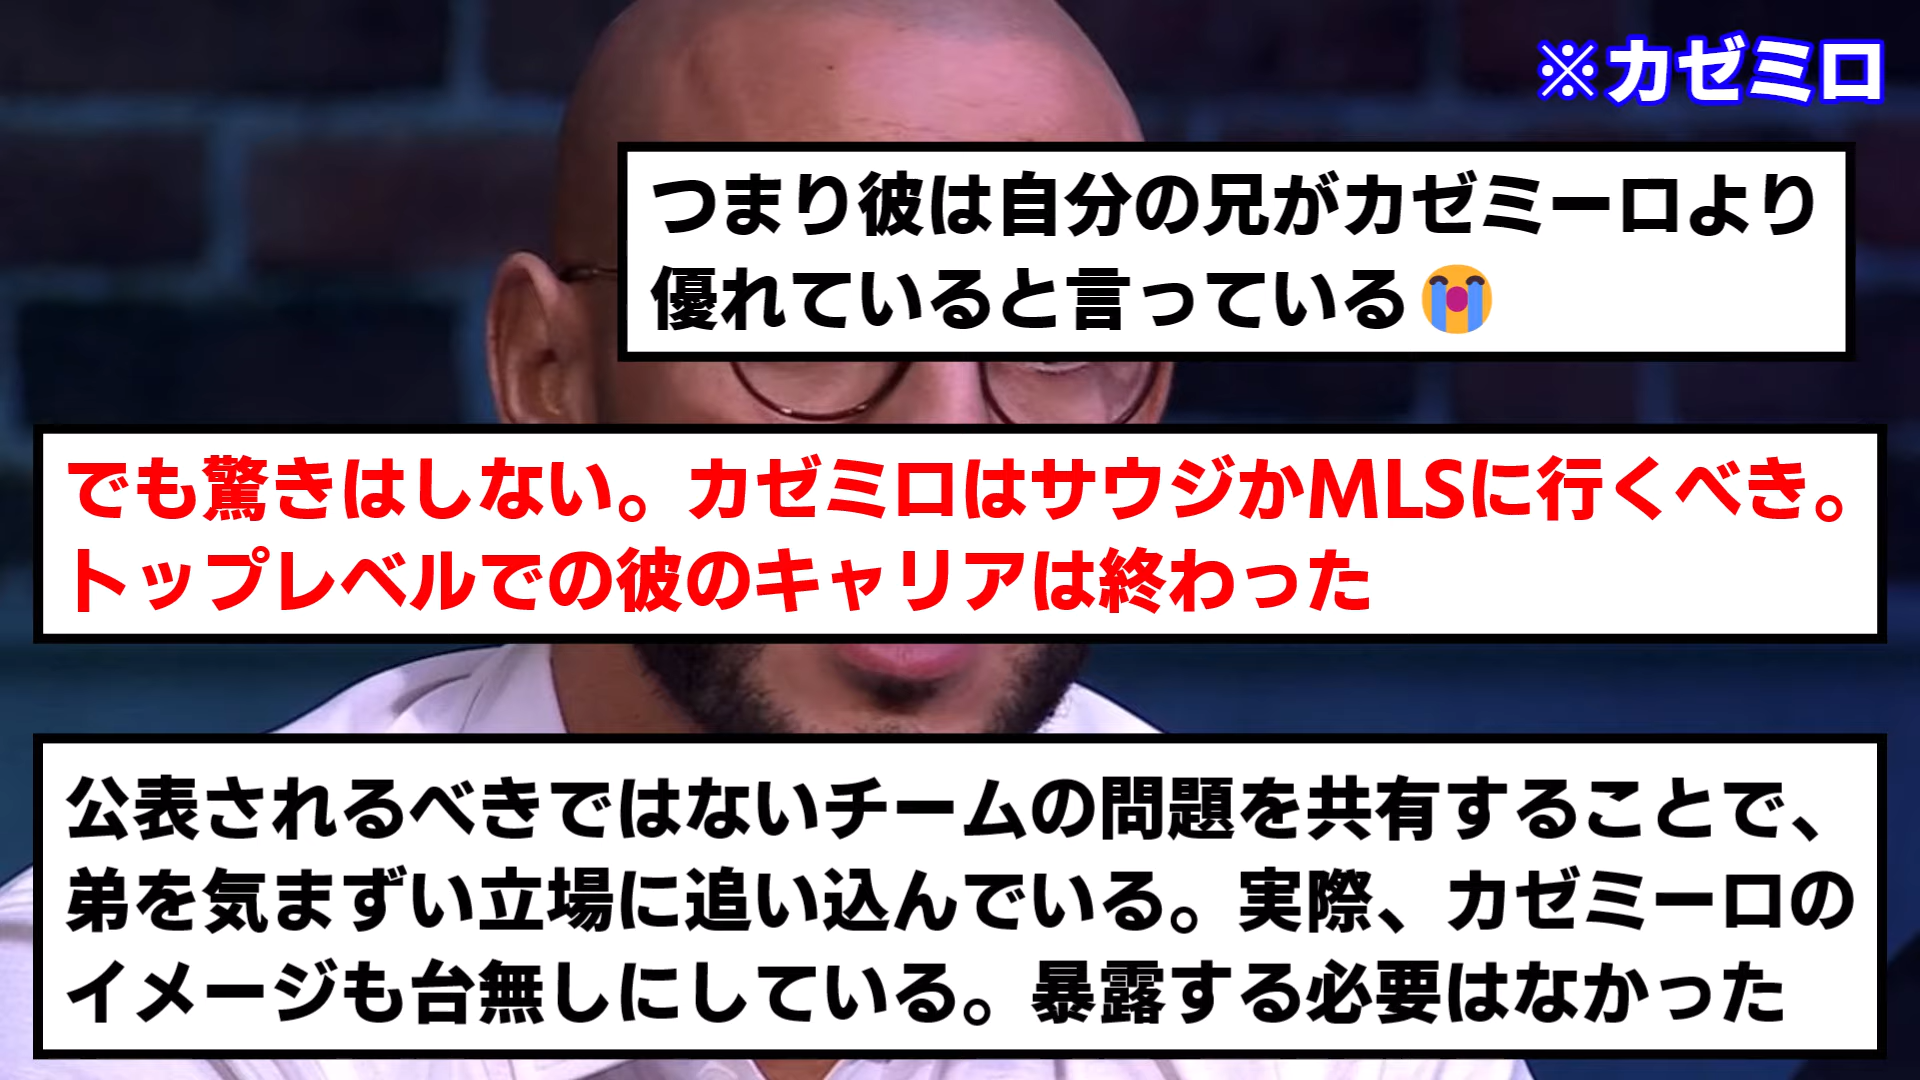 ※カゼミロ
つまり彼は自分の兄がカゼミーロより
優れていると言っている😭
でも驚きはしない。カゼミロはサウジかMLSに行くべき。
トップレベルでの彼のキャリアは終わった
公表されるべきではないチームの問題を共有することで、
弟を気まずい立場に追い込んでいる。実際、カゼミーロの
イメージも台無しにしている。暴露する必要はなかった